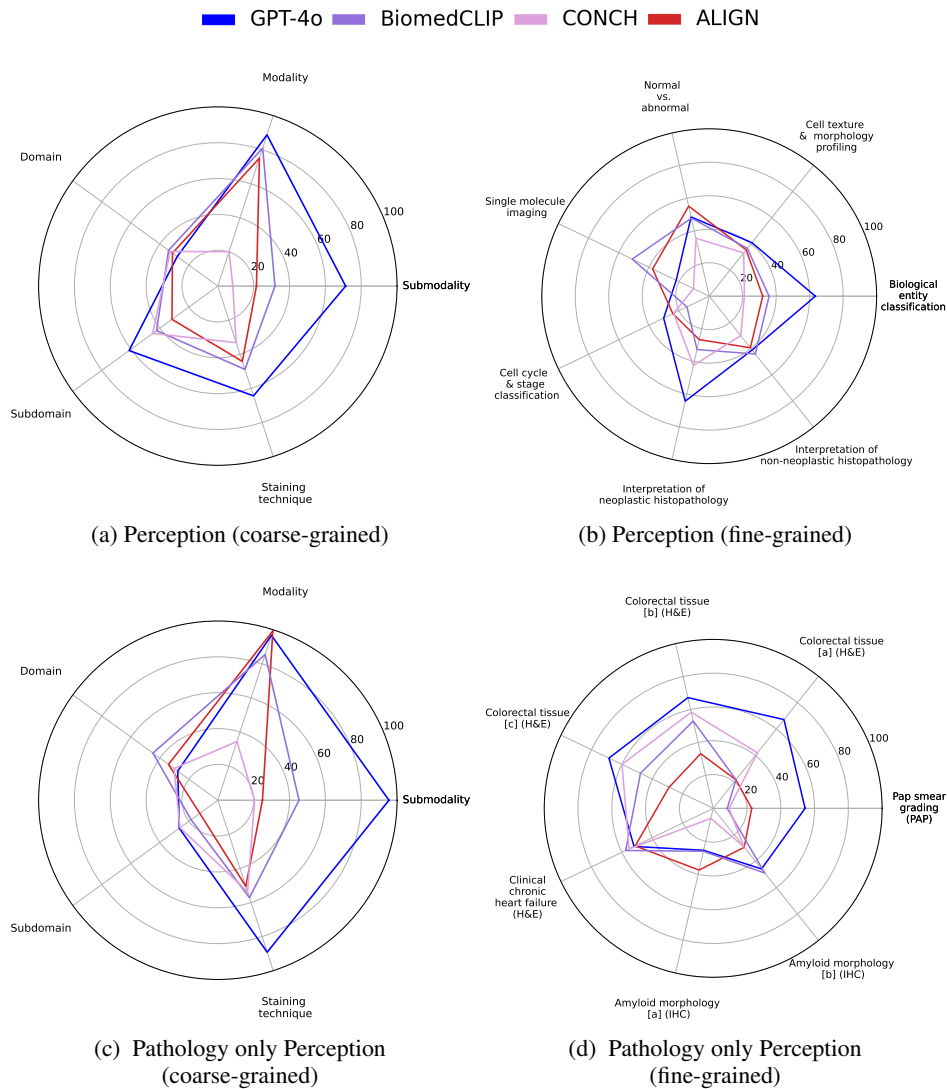 GPT-4o BiomedCLIP CONCH ALIGN
Modality
Domain
100
80
60
40
20
Submodality
Subdomain
Staining
technique
(a) Perception (coarse-grained)
Normal
vs.
abnormal
Cell texture
& morphology
profiling
Single molecule
imaging
100
80
60
40
20
Biological
entity
classification
Cell cycle
& stage
classification
Interpretation of
non-neoplastic histopathology
Interpretation of
neoplastic histopathology
(b) Perception (fine-grained)
Modality
Domain
100
80
60
40
20
Submodality
Subdomain
Staining
technique
(c) Pathology only Perception
(coarse-grained)
Colorectal tissue
[b] (H&E)
Colorectal tissue
[a] (H&E)
Colorectal tissue
[c] (H&E)
100
80
60
40
20
Pap smear
grading
(PAP)
Clinical
chronic
heart failure
(H&E)
Amyloid morphology
[b] (IHC)
Amyloid morphology
[a] (IHC)
(d) Pathology only Perception
(fine-grained)